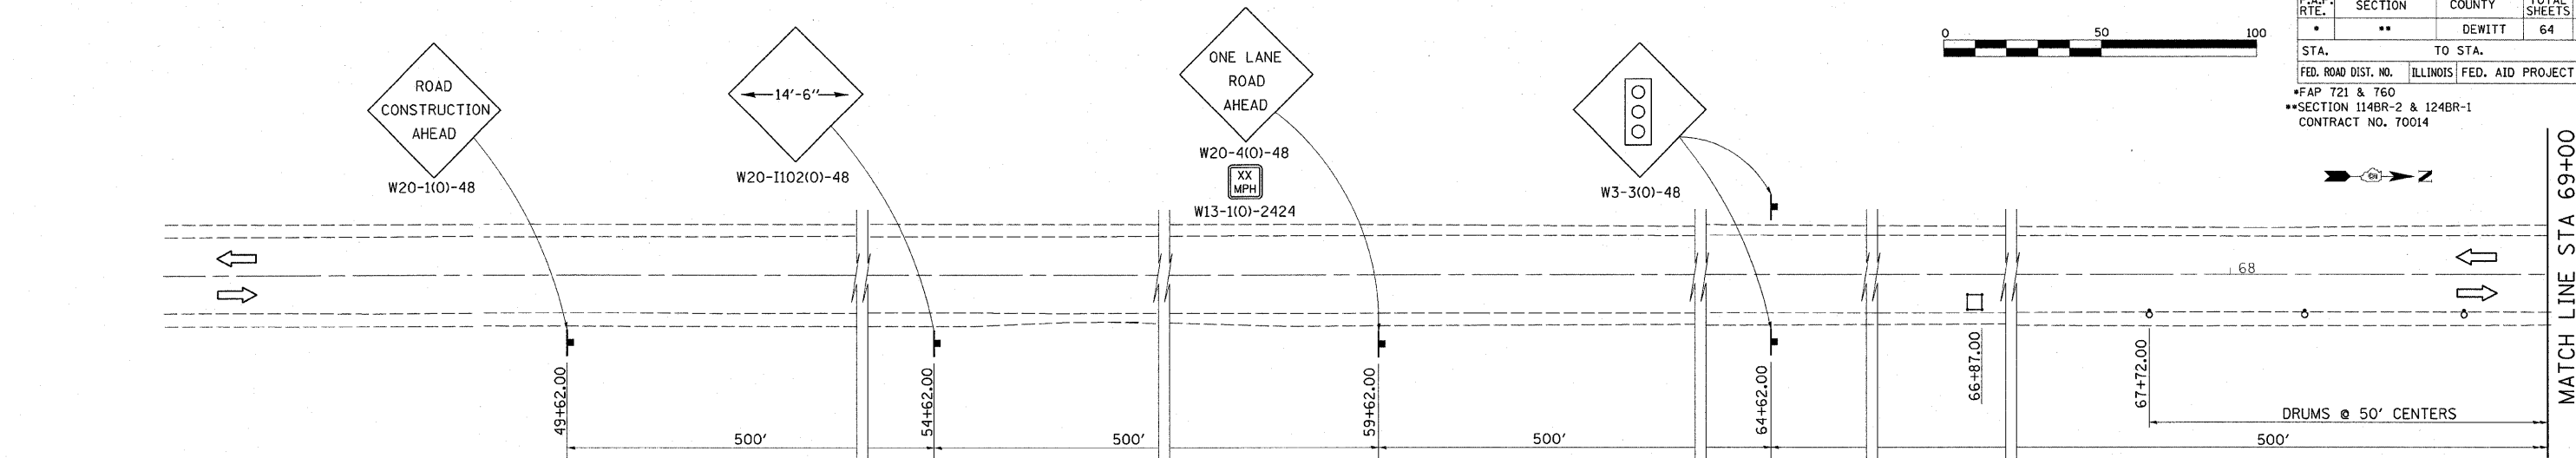 ROAD
CONSTRUCTION
AHEAD
W20-1(O)-48
14'-6"
W20-I102(O)-48
ONE LANE
ROAD
AHEAD
W20-4(O)-48
XX
MPH
W13-1(O)-2424
W3-3(O)-48
0 50 100
F.A.P. RTE. SECTION COUNTY TOTAL SHEETS
* ** DEWITT 64
STA. TO STA.
FED. ROAD DIST. NO. ILLINOIS FED. AID PROJECT
*FAP 721 & 760
**SECTION 114BR-2 & 124BR-1
CONTRACT NO. 70014
N
68
MATCH LINE STA 69+00
49+62.00
54+62.00
59+62.00
64+62.00
66+87.00
67+72.00
DRUMS @ 50' CENTERS
500' 500' 500' 500'